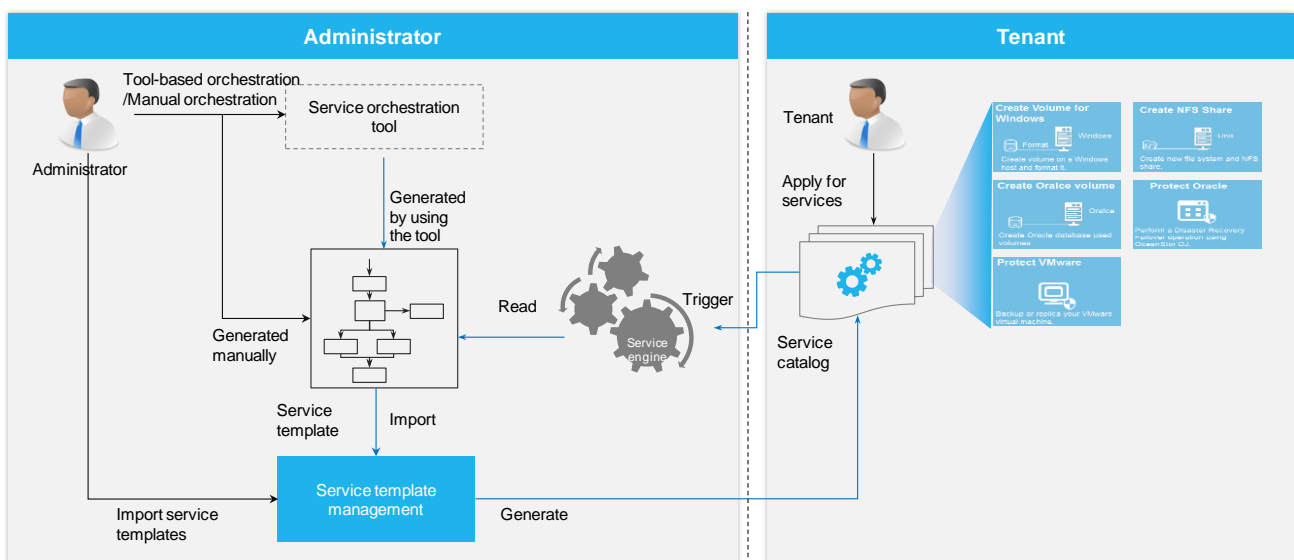 Administrator
Tool-based orchestration
/Manual orchestration
Service orchestration
tool
Administrator
Generated
by using
the tool
Generated
manually
Read
Service
engine
Trigger
Service
template
Import
Service template
management
Import service
templates
Generate
Tenant
Tenant
Apply for
services
Service
catalog
Create Volume for
Windows
Windows
Format
Create volume on a Windows
host and format it.
Create NFS Share
Unix
Create new file system and NFS
share.
Create Oralce volume
Oralce
Create Oracle database used
volumes.
Protect Oracle
Perform a Disaster Recovery
Failover operation using
OceanStor DJ.
Protect VMware
Backup or replica your VMware
virtual machine.